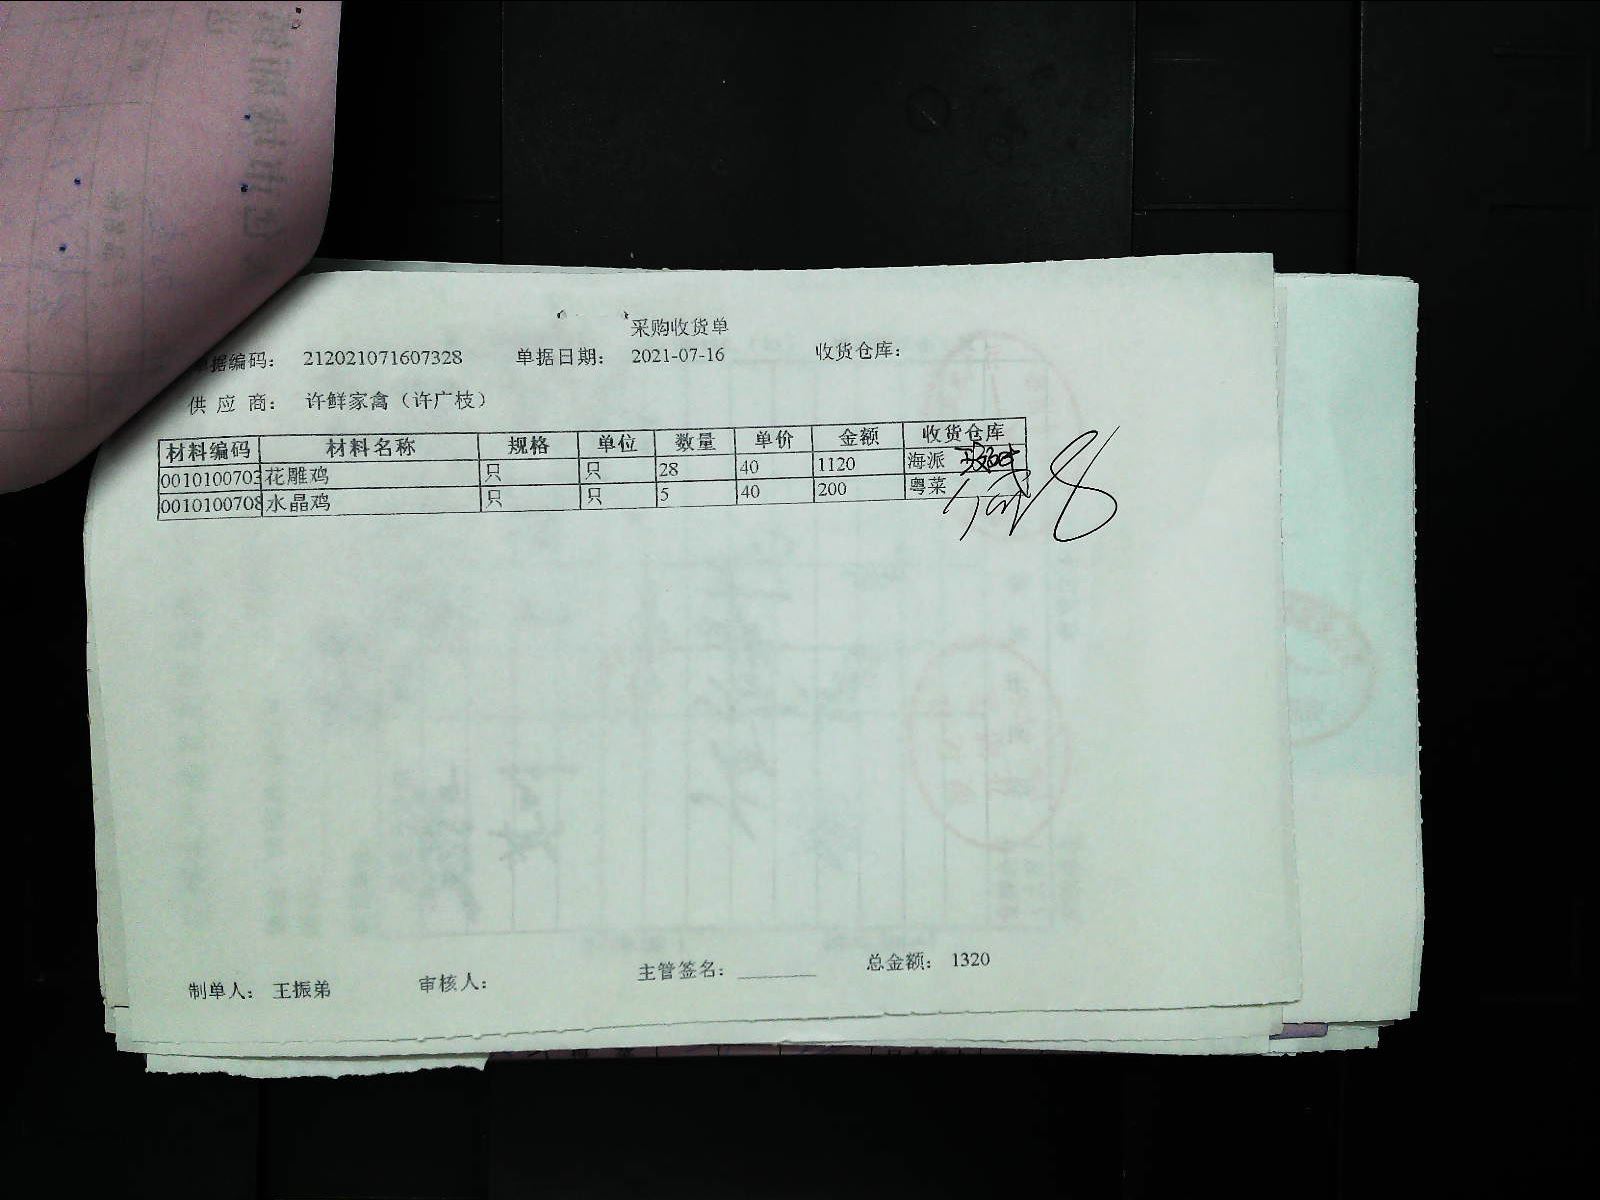 采购收货单
单据编码： 212021071607328 单据日期： 2021-07-16 收货仓库：
供 应 商： 许鲜家禽（许广枝）
材料编码 材料名称 规格 单位 数量 单价 金额 收货仓库
0010100703 花雕鸡 只 只 28 40 1120 海派
0010100708 水晶鸡 只 只 5 40 200 粤菜
制单人： 王振弟 审核人： 主管签名： 总金额： 1320